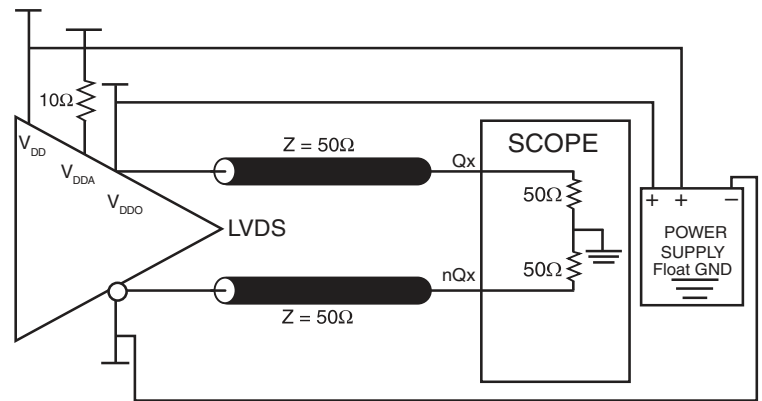 10Ω
V_DD
V_DDA
V_DDO
Z = 50Ω
LVDS
Z = 50Ω
Qx
nQx
SCOPE
50Ω
50Ω
+ + −
POWER
SUPPLY
Float GND